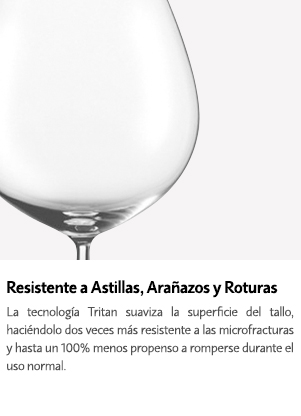 Resistente a Astillas, Arañazos y Roturas
La tecnología Tritan suaviza la superficie del tallo,
haciéndolo dos veces más resistente a las microfracturas
y hasta un 100% menos propenso a romperse durante el
uso normal.